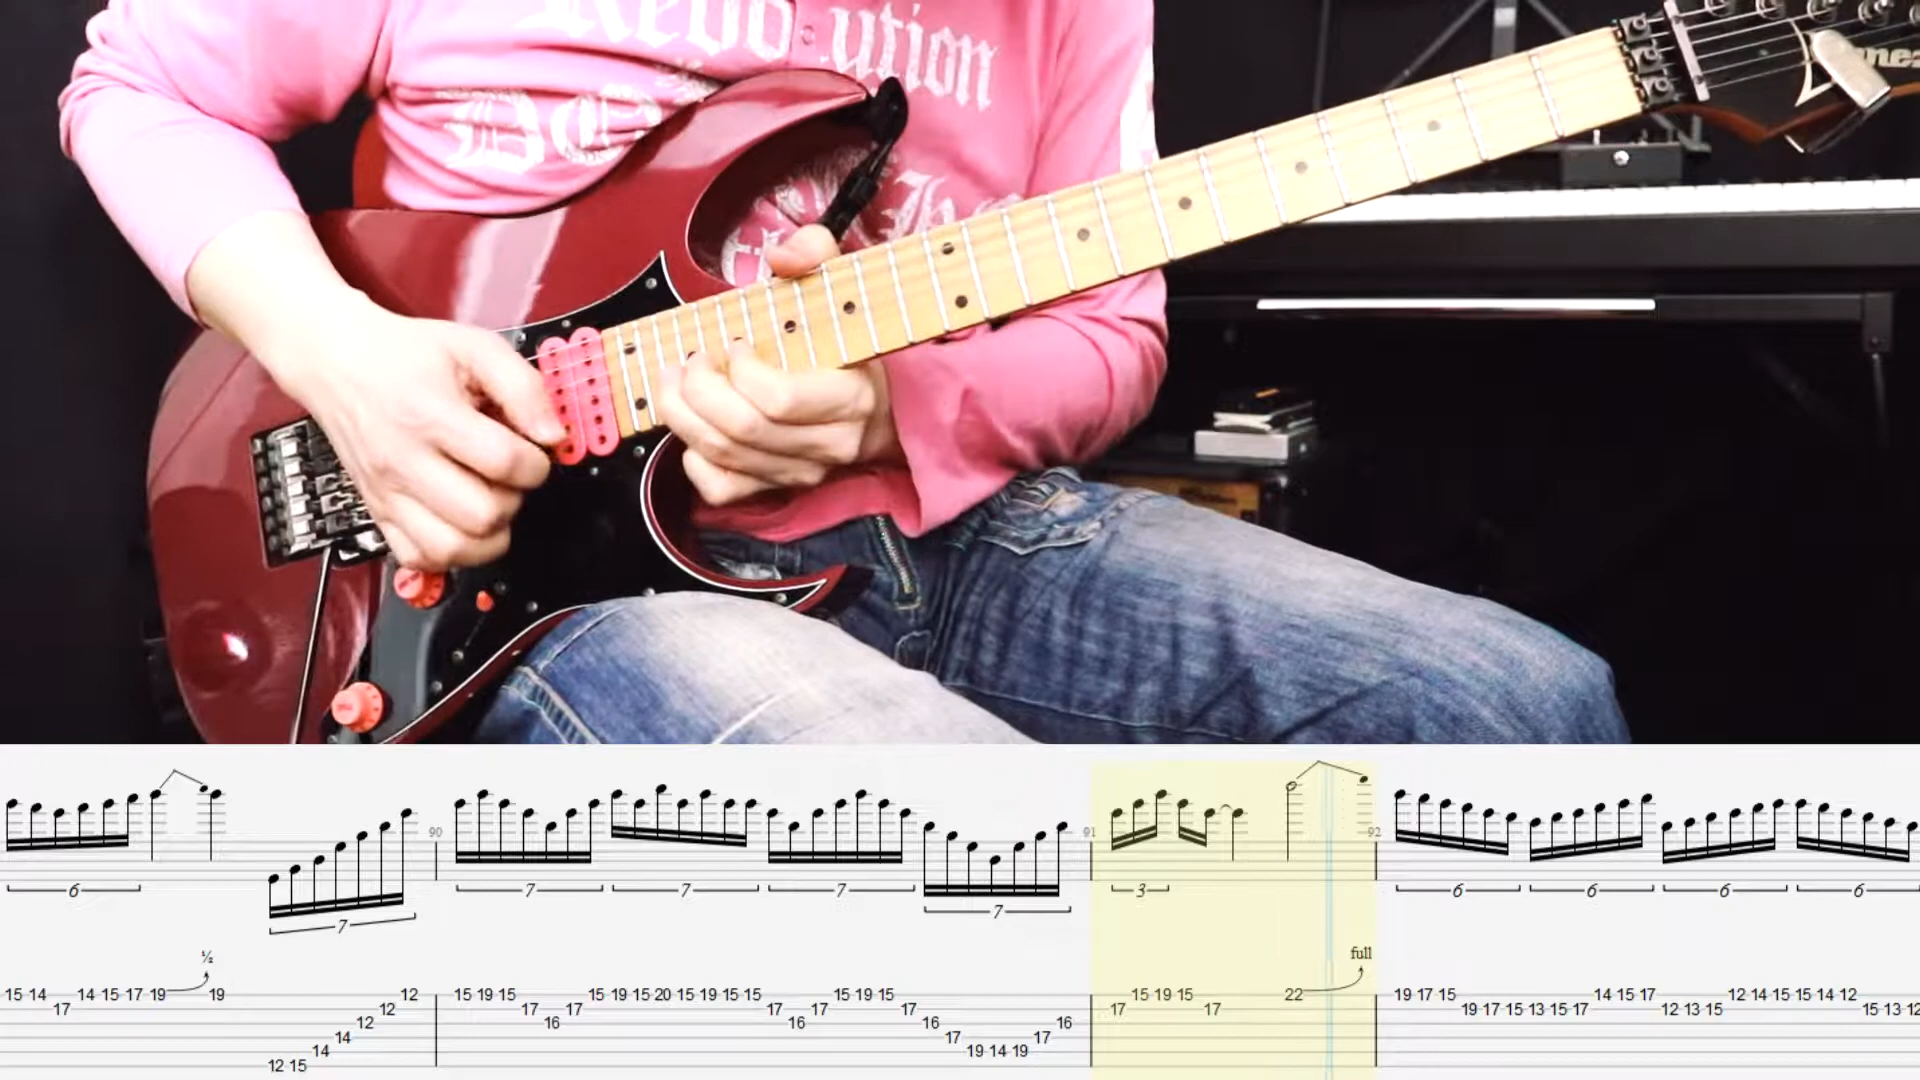 Revolution
6
7
90
7
7
7
7
91
3
92
6
6
6
6
½
full
15 14 14 15 17 19 19 12
17 12
12
14
14
12 15
15 19 15 15 19 15 20 15 19 15 15 15 19 15
17 17 17 17 17
16 16 16 16
17 17
19 14 19
15 19 15 22
17 17
19 17 15 14 15 17 12 14 15 15 14 12
19 17 15 13 15 17 12 13 15 15 13 12